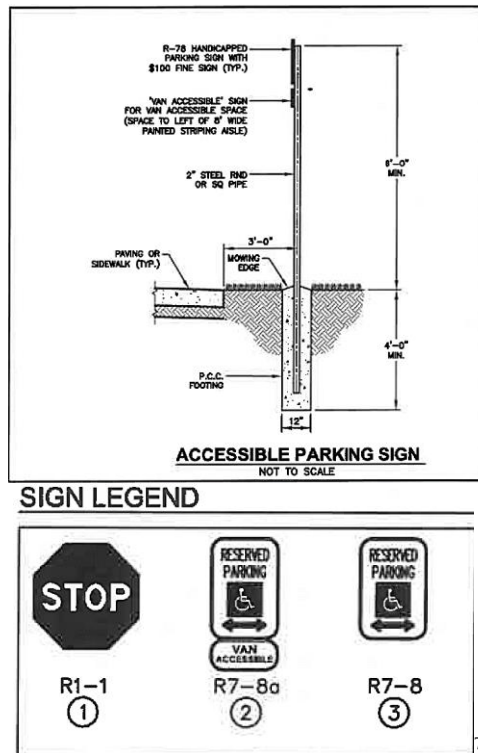 R-78 HANDICAPPED
PARKING SIGN WITH
$100 FINE SIGN (TYP.)
'VAN ACCESSIBLE' SIGN
FOR VAN ACCESSIBLE SPACE
(SPACE TO LEFT OF 8' WIDE
PAINTED STRIPING AISLE)
2" STEEL RND
OR SQ PIPE
MIN.
3'-0"
PAVING OR
SIDEWALK (TYP.)
MOWING
EDGE
4'-0"
MIN.
P.C.C.
FOOTING
12"
ACCESSIBLE PARKING SIGN
NOT TO SCALE
SIGN LEGEND
STOP
R1-1
1
RESERVED
PARKING
VAN
ACCESSIBLE
R7-8a
2
RESERVED
PARKING
R7-8
3